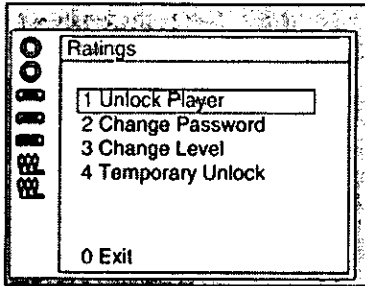 Ratings
1 Unlock Player
2 Change Password
3 Change Level
4 Temporary Unlock
0 Exit